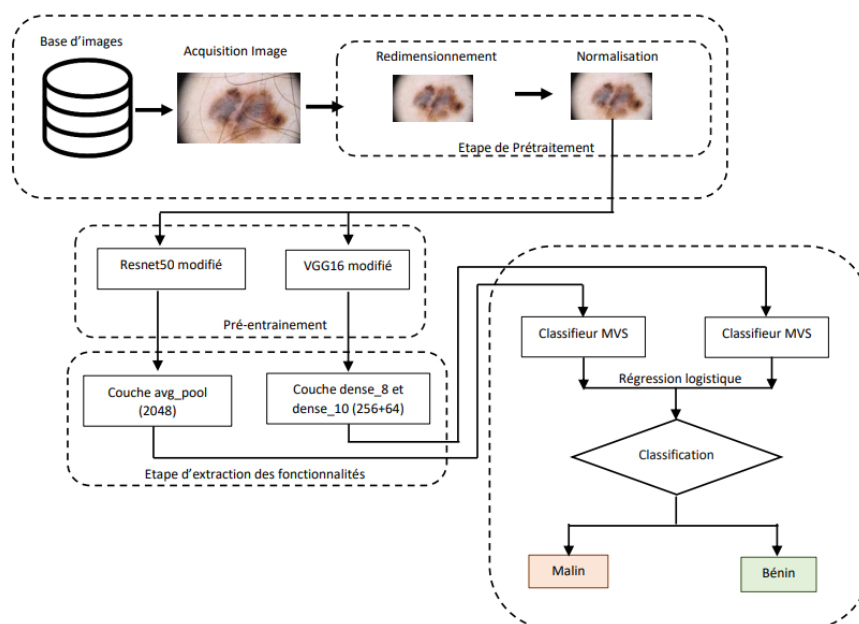 Base d'images
Acquisition Image
Redimensionnement
Normalisation
Etape de Prétraitement
Resnet50 modifié
VGG16 modifié
Pré-entrainement
Couche avg_pool
(2048)
Couche dense_8 et
dense_10 (256+64)
Etape d'extraction des fonctionnalités
Classifieur MVS
Classifieur MVS
Régression logistique
Classification
Malin
Bénin